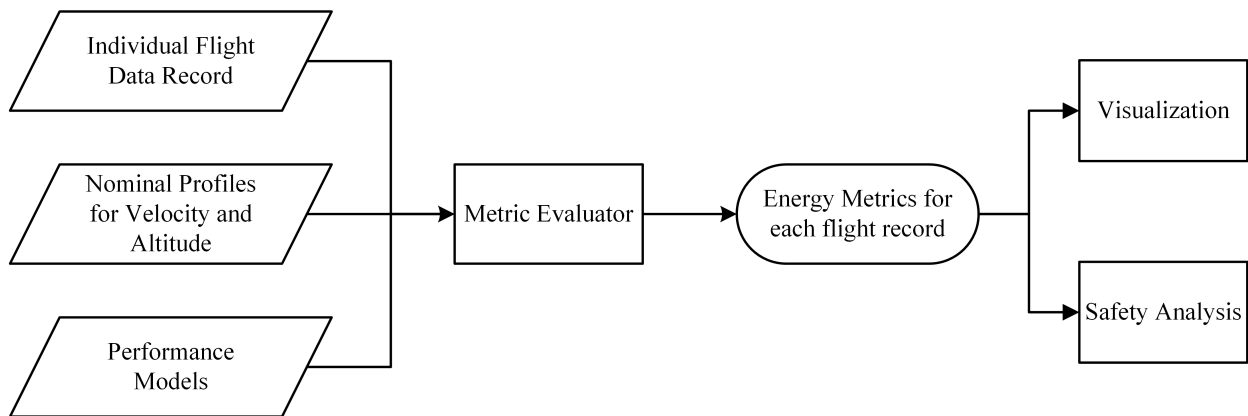 Individual Flight
Data Record
Nominal Profiles
for Velocity and
Altitude
Performance
Models
Metric Evaluator
Energy Metrics for
each flight record
Visualization
Safety Analysis